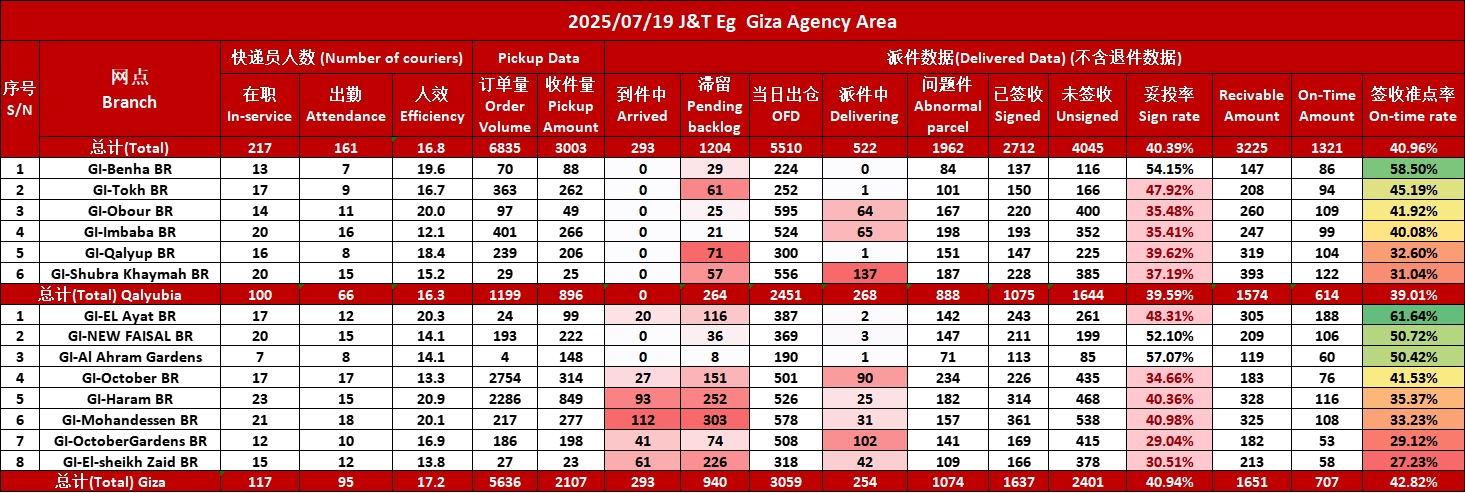 2025/07/19 J&T Eg Giza Agency Area
序号 S/N 网点 Branch 快递员人数 (Number of couriers) Pickup Data 派件数据(Delivered Data) (不含退件数据)
在职 In-service 出勤 Attendance 人效 Efficiency 订单量 Order Volume 收件量 Pickup Amount 到件中 Arrived 滞留 Pending backlog 当日出仓 OFD 派件中 Delivering 问题件 Abnormal parcel 已签收 Signed 未签收 Unsigned 妥投率 Sign rate Recivable Amount On-Time Amount 签收准点率 On-time rate
总计(Total) 217 161 16.8 6835 3003 293 1204 5510 522 1962 2712 4045 40.39% 3225 1321 40.96%
1 GI-Benha BR 13 7 19.6 70 88 0 29 224 0 84 137 116 54.15% 147 86 58.50%
2 GI-Tokh BR 17 9 16.7 363 262 0 61 252 1 101 150 166 47.92% 208 94 45.19%
3 GI-Obour BR 14 11 20.0 97 49 0 25 595 64 167 220 400 35.48% 260 109 41.92%
4 GI-Imbaba BR 20 16 12.1 401 266 0 21 524 65 198 193 352 35.41% 247 99 40.08%
5 GI-Qalyup BR 16 8 18.4 239 206 0 71 300 1 151 147 225 39.62% 319 104 32.60%
6 GI-Shubra Khaymah BR 20 15 15.2 29 25 0 57 556 137 187 228 385 37.19% 393 122 31.04%
总计(Total) Qalyubia 100 66 16.3 1199 896 0 264 2451 268 888 1075 1644 39.59% 1574 614 39.01%
1 GI-EL Ayat BR 17 12 20.3 24 99 20 116 387 2 142 243 261 48.31% 305 188 61.64%
2 GI-NEW FAISAL BR 20 15 14.1 193 222 0 36 369 3 147 211 199 52.10% 209 106 50.72%
3 GI-Al Ahram Gardens 7 8 14.1 4 148 0 8 190 1 71 113 85 57.07% 119 60 50.42%
4 GI-October BR 17 17 13.3 2754 314 27 151 501 90 234 226 435 34.66% 183 76 41.53%
5 GI-Haram BR 23 15 20.9 2286 849 93 252 526 25 182 314 468 40.36% 328 116 35.37%
6 GI-Mohandessen BR 21 18 20.1 217 277 112 303 578 31 157 361 538 40.98% 325 108 33.23%
7 GI-OctoberGardens BR 12 10 16.9 186 198 41 74 508 102 141 169 415 29.04% 182 53 29.12%
8 GI-El-sheikh Zaid BR 15 12 13.8 27 23 61 226 318 42 109 166 378 30.51% 213 58 27.23%
总计(Total) Giza 117 95 17.2 5636 2107 293 940 3059 254 1074 1637 2401 40.94% 1651 707 42.82%